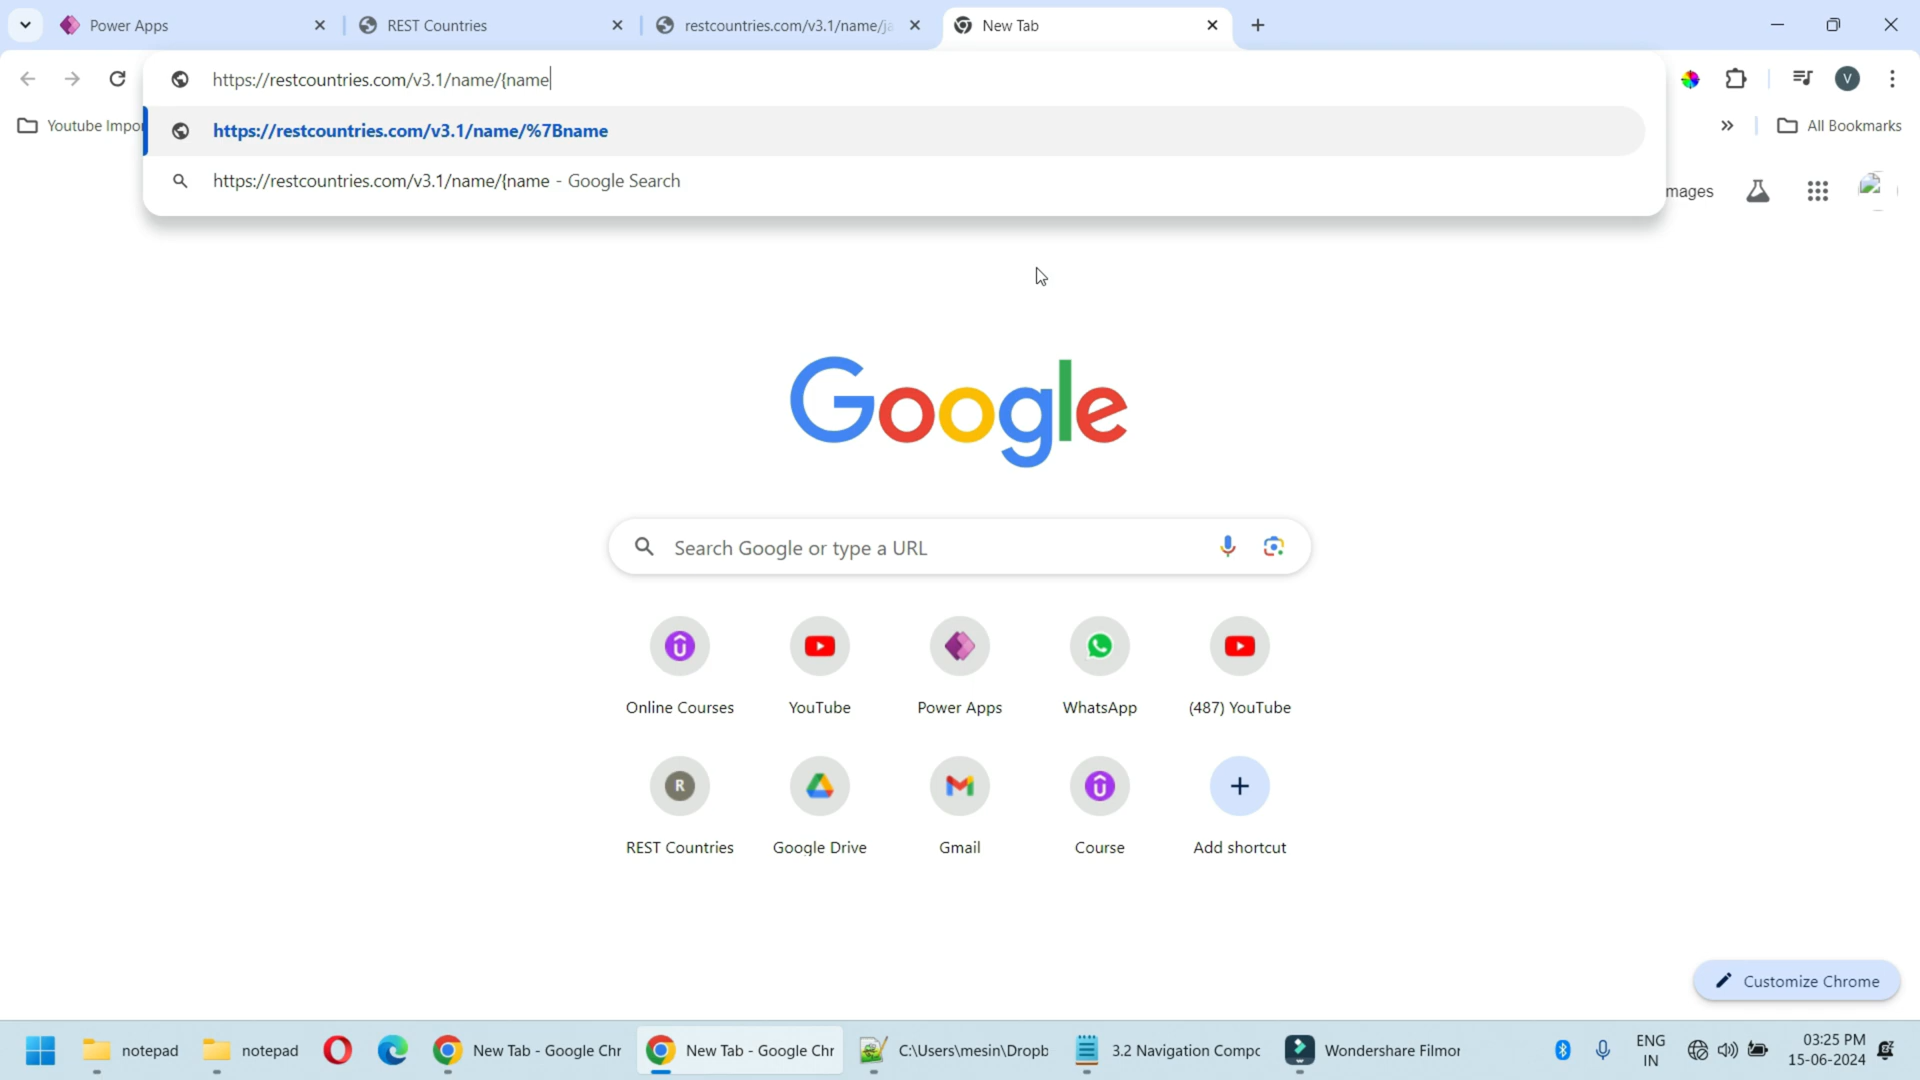 Power Apps
REST Countries
restcountries.com/v3.1/name/ja
New Tab
https://restcountries.com/v3.1/name/{name
V
Youtube Impor
https://restcountries.com/v3.1/name/%7Bname
All Bookmarks
https://restcountries.com/v3.1/name/{name - Google Search
mages
Google
Search Google or type a URL
Online Courses
YouTube
Power Apps
WhatsApp
(487) YouTube
R
REST Countries
Google Drive
Gmail
Course
Add shortcut
Customize Chrome
notepad
notepad
New Tab - Google Chr
New Tab - Google Chr
C:\Users\mesin\Dropb
3.2 Navigation Compc
Wondershare Filmor
ENG
IN
03:25 PM
15-06-2024